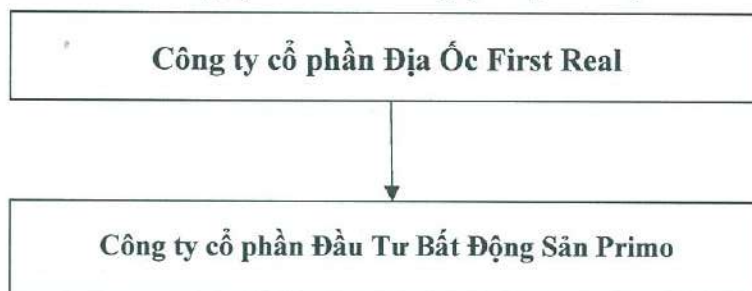 Công ty cổ phần Địa Ốc First Real
Công ty cổ phần Đầu Tư Bất Động Sản Primo